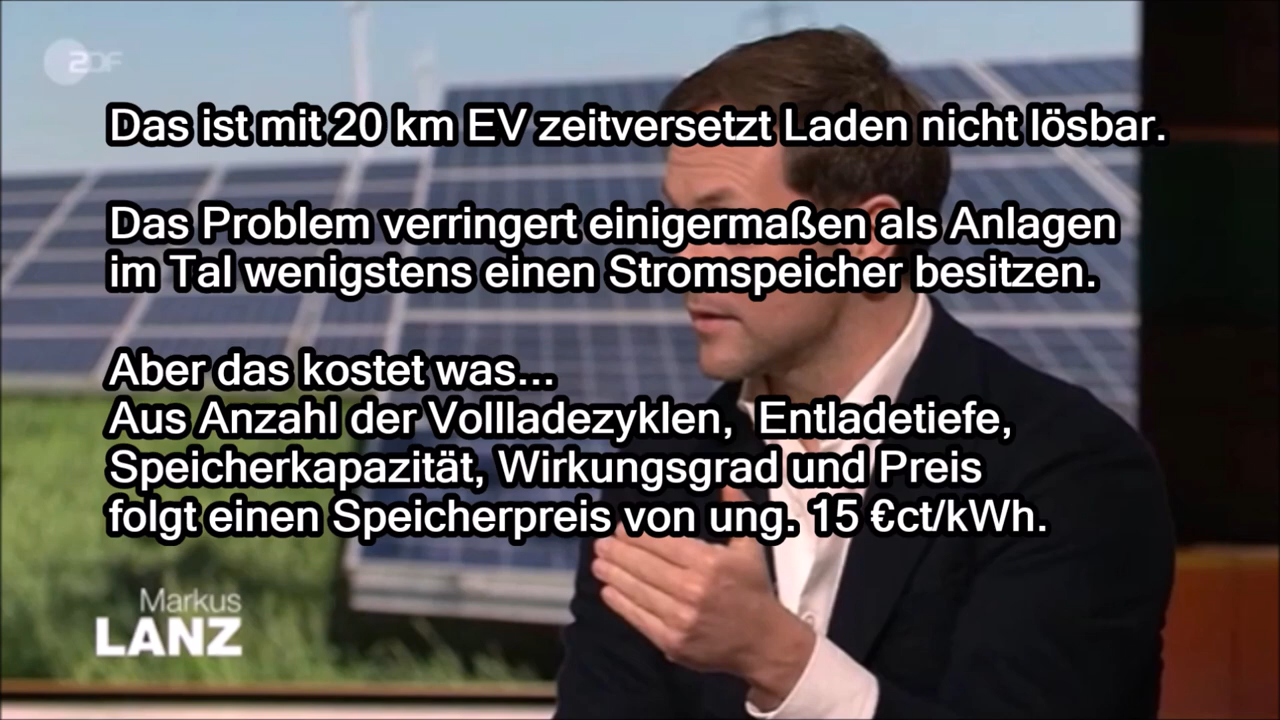 ZDF
Das ist mit 20 km EV zeitversetzt Laden nicht lösbar.
Das Problem verringert einigermaßen als Anlagen
im Tal wenigstens einen Stromspeicher besitzen.
Aber das kostet was...
Aus Anzahl der Vollladezyklen, Entladetiefe,
Speicherkapazität, Wirkungsgrad und Preis
folgt einen Speicherpreis von ung. 15 €ct/kWh.
Markus
LANZ